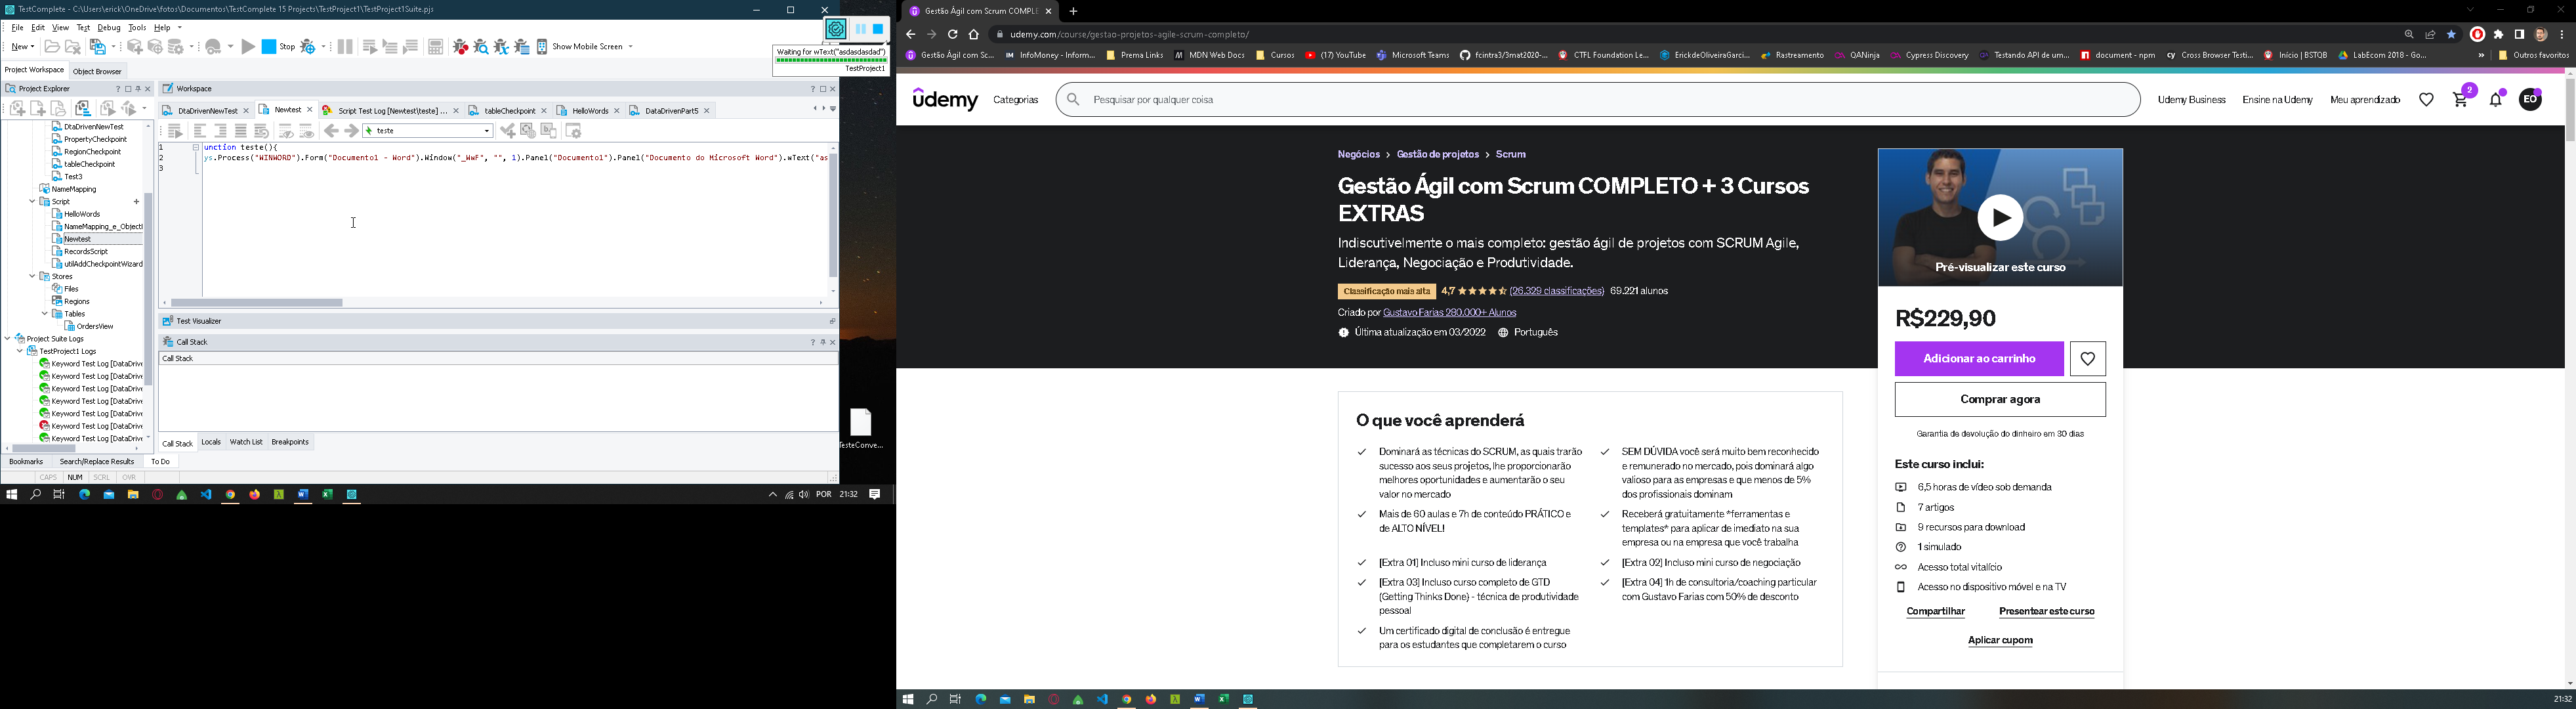 TestComplete - C:\Users\erick\OneDrive\fotos\Documentos\TestComplete 15 Projects\TestProject1\TestProject1Suite.pjs
File Edit View Test Debug Tools Help
New Stop Show Mobile Screen
Waiting for wText("asdasdasdad")
TestProject1
Project Workspace Object Browser
Project Explorer
DtaDrivenNewTest
PropertyCheckpoint
RegionCheckpoint
tableCheckpoint
Test3
NameMapping
Script
HelloWords
NameMapping_e_Object
Newtest
RecordsScript
utilAddCheckpointWizard
Stores
Files
Regions
Tables
OrdersView
Project Suite Logs
TestProject1 Logs
Keyword Test Log [DataDrive
Keyword Test Log [DataDrive
Keyword Test Log [DataDrive
Keyword Test Log [DataDrive
Keyword Test Log [DataDrive
Keyword Test Log [DataDrive
Keyword Test Log [DataDrive
Bookmarks Search/Replace Results To Do
CAPS NUM SCRL OVR
Workspace
DtaDrivenNewTest Newtest Script Test Log [Newtest\teste] ... tableCheckpoint HelloWords DataDrivenPart5
teste
1 unction teste(){
2 ys.Process("WINWORD").Form("Documento1 - Word").Window("_WwF", "", 1).Panel("Documento1").Panel("Documento do Microsoft Word").wText("as
3
Test Visualizer
Call Stack
Call Stack
Call Stack Locals Watch List Breakpoints
TesteConve...
POR 21:32
Gestão Ágil com Scrum COMPLE
udemy.com/course/gestao-projetos-agile-scrum-completo/
Gestão Ágil com Sc... InfoMoney - Inform... Prema Links MDN Web Docs Cursos (17) YouTube Microsoft Teams fcintra3/3mat2020-... CTFL Foundation Le... ErickdeOliveiraGarci... Rastreamento QANinja Cypress Discovery Testando API de um... document - npm Cross Browser Testi... Início | BSTQB LabEcom 2018 - Go... » Outros favoritos
udemy Categorias Pesquisar por qualquer coisa Udemy Business Ensine na Udemy Meu aprendizado 2 EO
Negócios > Gestão de projetos > Scrum
Gestão Ágil com Scrum COMPLETO + 3 Cursos
EXTRAS
Indiscutivelmente o mais completo: gestão ágil de projetos com SCRUM Agile,
Liderança, Negociação e Produtividade.
Classificação mais alta 4,7 (26.329 classificações) 69.221 alunos
Criado por Gustavo Farias 280.000+ Alunos
Última atualização em 03/2022 Português
Pré-visualizar este curso
R$229,90
Adicionar ao carrinho
Comprar agora
Garantia de devolução do dinheiro em 30 dias
Este curso inclui:
6,5 horas de vídeo sob demanda
7 artigos
9 recursos para download
1 simulado
Acesso total vitalício
Acesso no dispositivo móvel e na TV
Compartilhar Presentear este curso
Aplicar cupom
O que você aprenderá
Dominará as técnicas do SCRUM, as quais trarão
sucesso aos seus projetos, lhe proporcionarão
melhores oportunidades e aumentarão o seu
valor no mercado
SEM DÚVIDA você será muito bem reconhecido
e remunerado no mercado, pois dominará algo
valioso para as empresas e que menos de 5%
dos profissionais dominam
Mais de 60 aulas e 7h de conteúdo PRÁTICO e
de ALTO NÍVEL!
Receberá gratuitamente *ferramentas e
templates* para aplicar de imediato na sua
empresa ou na empresa que você trabalha
[Extra 01] Incluso mini curso de liderança
[Extra 02] Incluso mini curso de negociação
[Extra 03] Incluso curso completo de GTD
(Getting Thinks Done) - técnica de produtividade
pessoal
[Extra 04] 1h de consultoria/coaching particular
com Gustavo Farias com 50% de desconto
Um certificado digital de conclusão é entregue
para os estudantes que completarem o curso
21:32